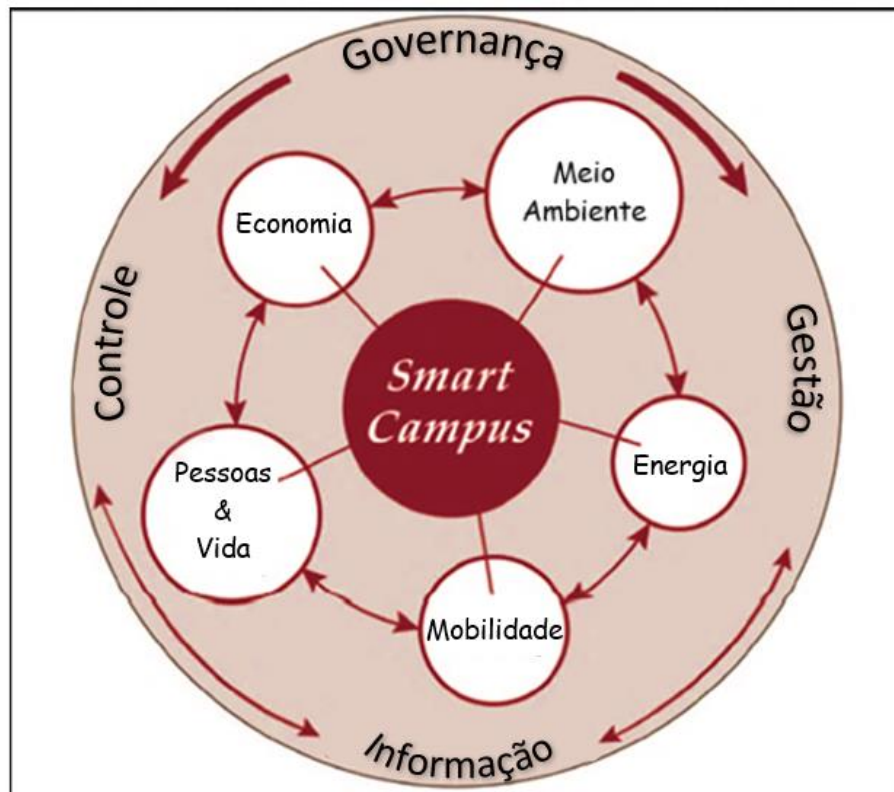 Governança
Meio
Ambiente
Economia
Controle
Gestão
Smart
Campus
Energia
Pessoas
&
Vida
Mobilidade
Informação